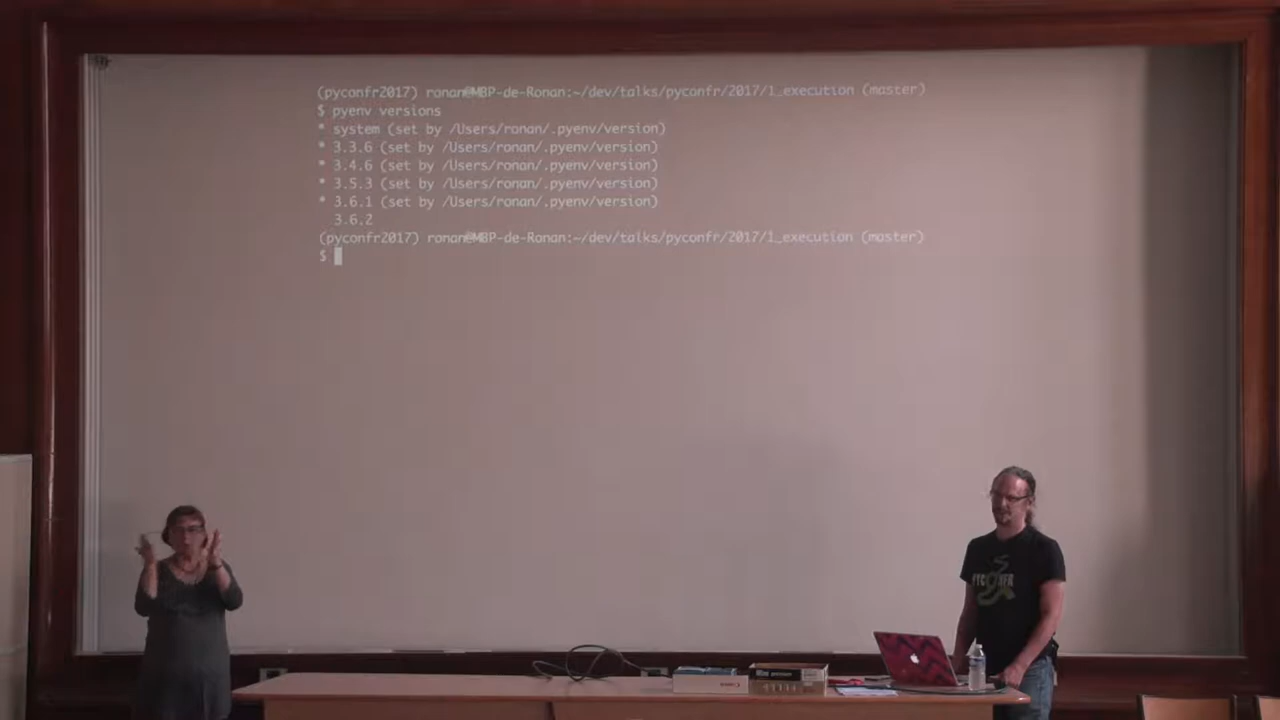 (pyconfr2017) ronan@MBP-de-Ronan:~/dev/talks/pyconfr/2017/1_execution (master)
$ pyenv versions
* system (set by /Users/ronan/.pyenv/version)
* 3.3.6 (set by /Users/ronan/.pyenv/version)
* 3.4.6 (set by /Users/ronan/.pyenv/version)
* 3.5.3 (set by /Users/ronan/.pyenv/version)
* 3.6.1 (set by /Users/ronan/.pyenv/version)
3.6.2
(pyconfr2017) ronan@MBP-de-Ronan:~/dev/talks/pyconfr/2017/1_execution (master)
$